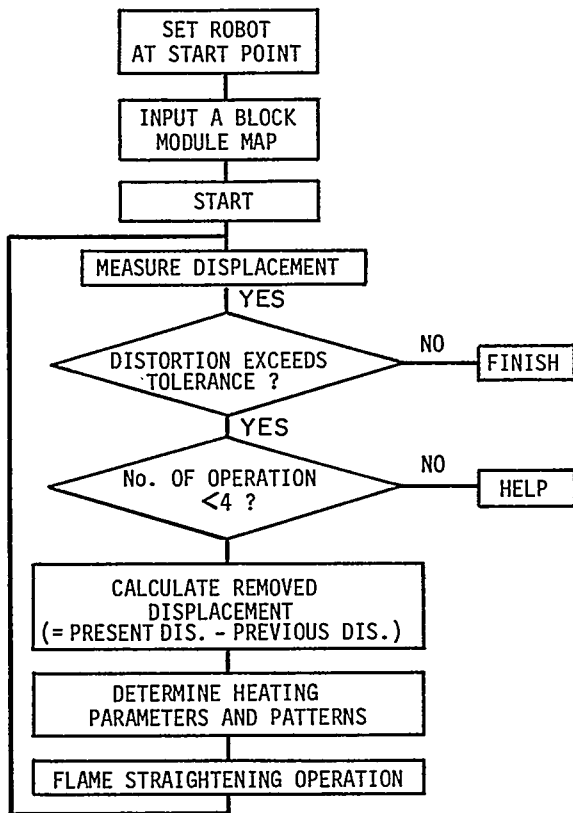 SET ROBOT
AT START POINT
INPUT A BLOCK
MODULE MAP
START
MEASURE DISPLACEMENT
YES
DISTORTION EXCEEDS
TOLERANCE ?
NO
FINISH
YES
No. OF OPERATION
<4 ?
NO
HELP
CALCULATE REMOVED
DISPLACEMENT
(= PRESENT DIS. - PREVIOUS DIS.)
DETERMINE HEATING
PARAMETERS AND PATTERNS
FLAME STRAIGHTENING OPERATION